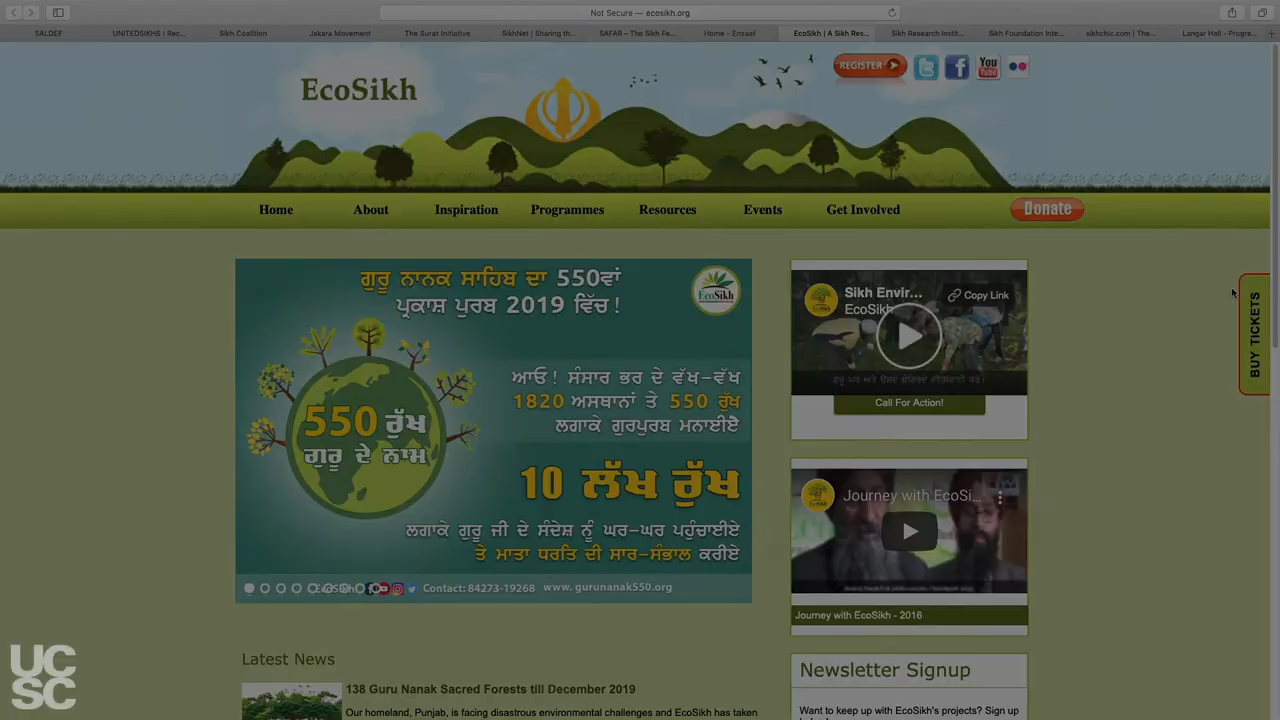 Not Secure — ecosikh.org
SALDEF
UNITEDSIKHS | Rec...
Sikh Coalition
Jakara Movement
The Surat Initiative
SikhNet | Sharing th...
SAFAR – The Sikh Fe...
Home - Ensaaf
EcoSikh | A Sikh Res...
Sikh Research Instit...
Sikh Foundation Inte...
sikhchic.com | The...
Langar Hall - Progre...
EcoSikh
REGISTER
You
Tube
Home
About
Inspiration
Programmes
Resources
Events
Get Involved
Donate
ਗੁਰੂ ਨਾਨਕ ਸਾਹਿਬ ਦਾ 550ਵਾਂ
ਪ੍ਰਕਾਸ਼ ਪੁਰਬ 2019 ਵਿੱਚ !
EcoSikh
ਆਓ ! ਸੰਸਾਰ ਭਰ ਦੇ ਵੱਖ-ਵੱਖ
1820 ਅਸਥਾਨਾਂ ਤੇ 550 ਰੁੱਖ
ਲਗਾਕੇ ਗੁਰਪੁਰਬ ਮਨਾਈਏ
550 ਰੁੱਖ
ਗੁਰੂ ਦੇ ਨਾਮ
10 ਲੱਖ ਰੁੱਖ
ਲਗਾਕੇ ਗੁਰੂ ਜੀ ਦੇ ਸੰਦੇਸ਼ ਨੂੰ ਘਰ-ਘਰ ਪਹੁੰਚਾਈਏ
ਤੇ ਮਾਤਾ ਧਰਤਿ ਦੀ ਸਾਰ-ਸੰਭਾਲ ਕਰੀਏ
EcoSikh
Contact: 84273-19268 www. gurunanak550.org
Sikh Envir...
EcoSikh
Copy Link
Call For Action!
BUY TICKETS
Journey with EcoSi...
Journey with EcoSikh - 2016
Latest News
138 Guru Nanak Sacred Forests till December 2019
Our homeland, Punjab, is facing disastrous environmental challenges and EcoSikh has taken
Newsletter Signup
Want to keep up with EcoSikh's projects? Sign up
UC
SC